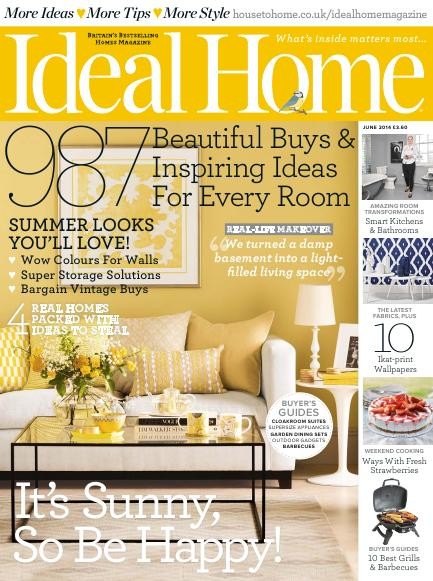 More Ideas ♥ More Tips ♥ More Style housetohome.co.uk/idealhomemagazine
BRITAIN'S BESTSELLING
HOMES MAGAZINE
What's inside matters most...
Ideal Home
987 Beautiful Buys &
Inspiring Ideas
For Every Room
SUMMER LOOKS
YOU'LL LOVE!
♥ Wow Colours For Walls
♥ Super Storage Solutions
♥ Bargain Vintage Buys
4 REAL HOMES
PACKED WITH
IDEAS TO STEAL
REAL-LIFE MAKEOVER
“We turned a damp
basement into a light-
filled living space”
BUYER'S
GUIDES
CLOAKROOM SUITES
SUPERSIZE APPLIANCES
GARDEN DINING SETS
OUTDOOR GADGETS
BARBECUES
VOGUE
TIM WALKER
It's Sunny,
So Be Happy!
JUNE 2014 £3.60
AMAZING ROOM
TRANSFORMATIONS
Smart Kitchens
& Bathrooms
THE LATEST
FABRICS, PLUS
10
Ikat-print
Wallpapers
WEEKEND COOKING
Ways With Fresh
Strawberries
BUYER'S GUIDES
10 Best Grills
& Barbecues